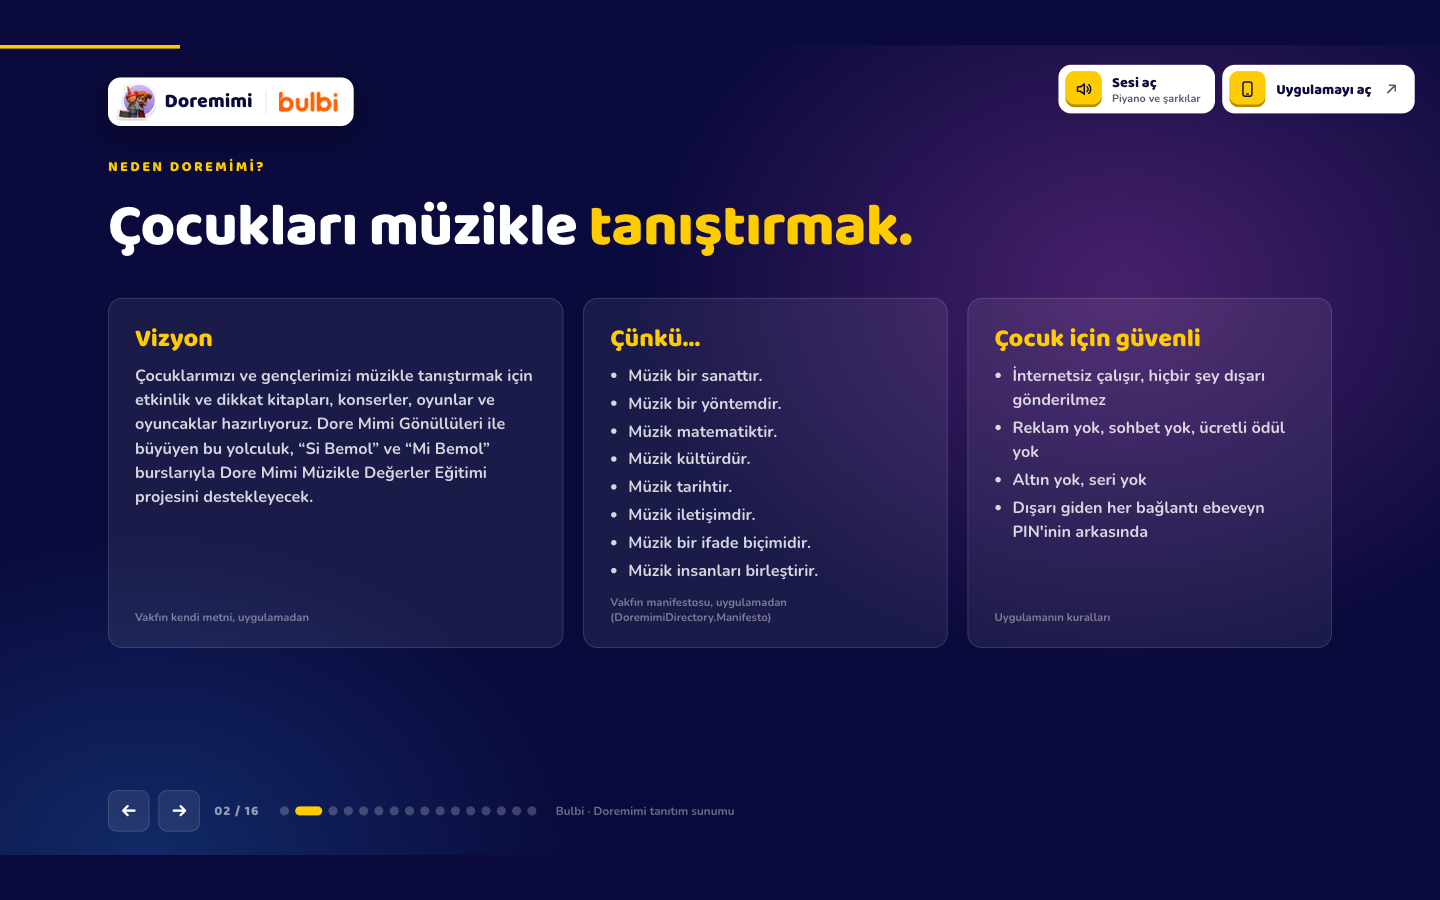 Doremimi bulbi
Sesi aç
Piyano ve şarkılar
Uygulamayı aç
NEDEN DOREMİMİ?
Çocukları müzikle tanıştırmak.
Vizyon
Çocuklarımızı ve gençlerimizi müzikle tanıştırmak için
etkinlik ve dikkat kitapları, konserler, oyunlar ve
oyuncaklar hazırlıyoruz. Dore Mimi Gönüllüleri ile
büyüyen bu yolculuk, “Si Bemol” ve “Mi Bemol”
burslarıyla Dore Mimi Müzikle Değerler Eğitimi
projesini destekleyecek.
Vakfın kendi metni, uygulamadan
Çünkü...
• Müzik bir sanattır.
• Müzik bir yöntemdir.
• Müzik matematiktir.
• Müzik kültürdür.
• Müzik tarihtir.
• Müzik iletişimdir.
• Müzik bir ifade biçimidir.
• Müzik insanları birleştirir.
Vakfın manifestosu, uygulamadan
(DoremimiDirectory.Manifesto)
Çocuk için güvenli
• İnternetsiz çalışır, hiçbir şey dışarı
gönderilmez
• Reklam yok, sohbet yok, ücretli ödül
yok
• Altın yok, seri yok
• Dışarı giden her bağlantı ebeveyn
PIN'inin arkasında
Uygulamanın kuralları
02 / 16
Bulbi · Doremimi tanıtım sunumu